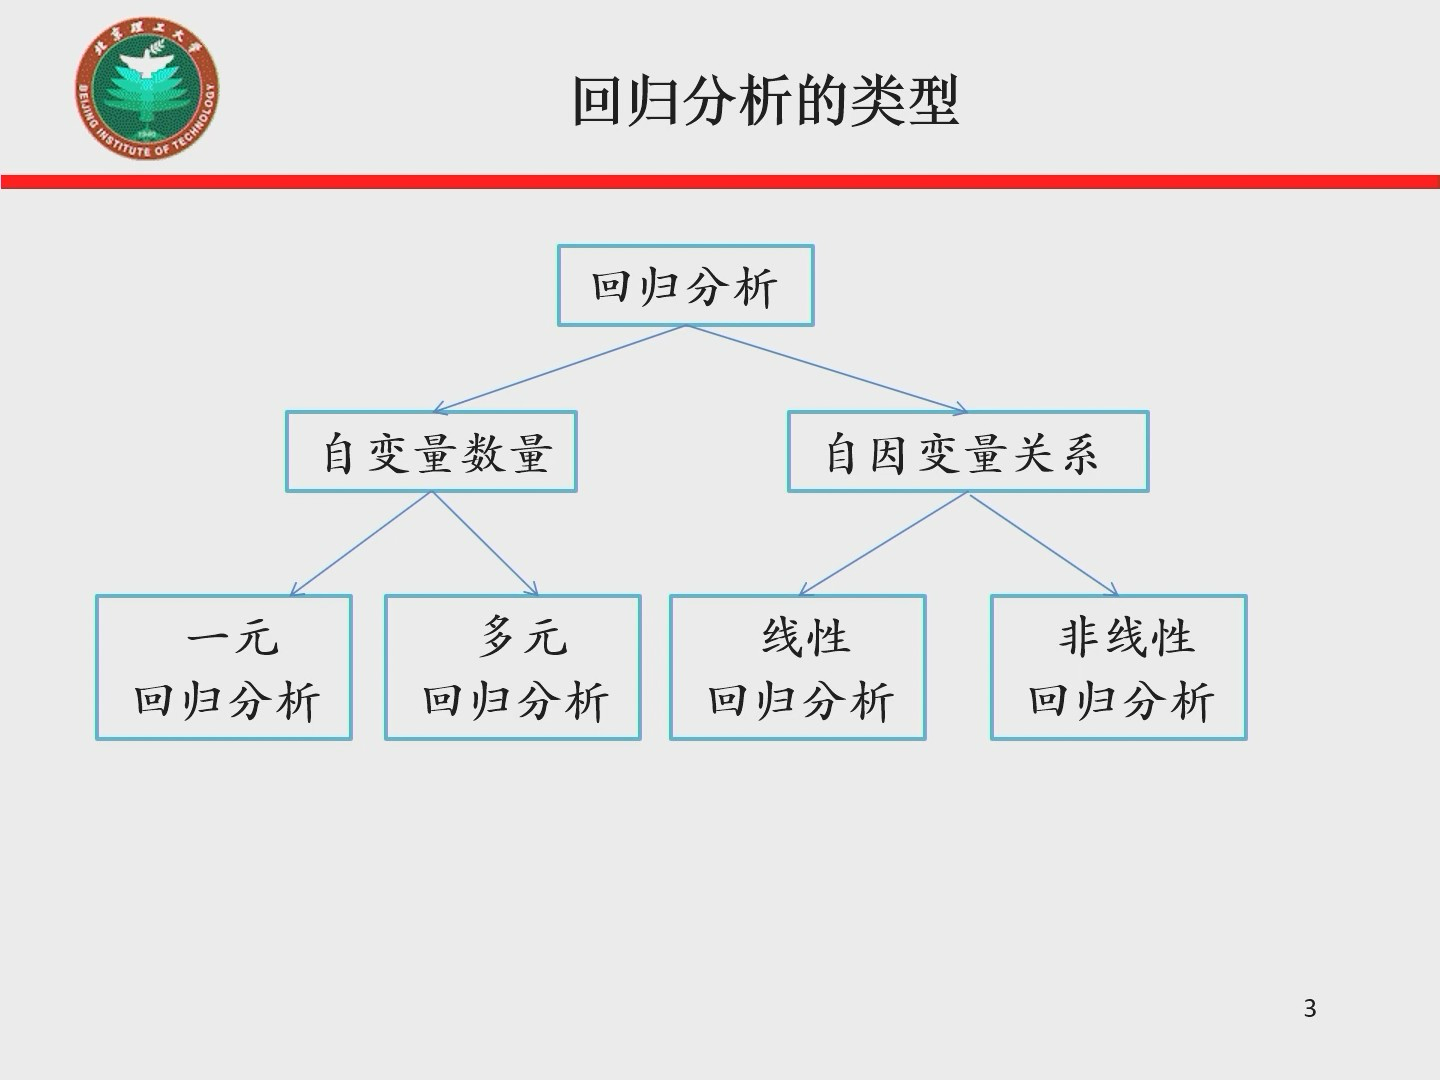 北京理工大学
BEIJING INSTITUTE OF TECHNOLOGY
1940
回归分析的类型
回归分析
自变量数量
自因变量关系
一元
回归分析
多元
回归分析
线性
回归分析
非线性
回归分析
3